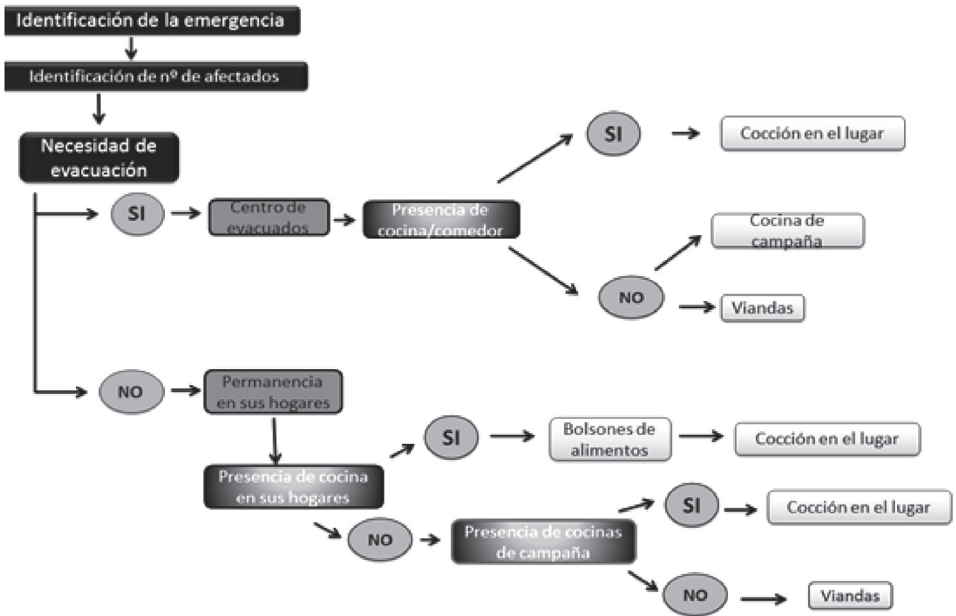 Identificación de la emergencia
Identificación de nº de afectados
Necesidad de
evacuación
SI
Centro de
evacuados
Presencia de
cocina/comedor
SI
Cocción en el lugar
NO
Cocina de
campaña
Viandas
NO
Permanencia
en sus hogares
Presencia de cocina
en sus hogares
SI
Bolsones de
alimentos
Cocción en el lugar
NO
Presencia de cocinas
de campaña
SI
Cocción en el lugar
NO
Viandas